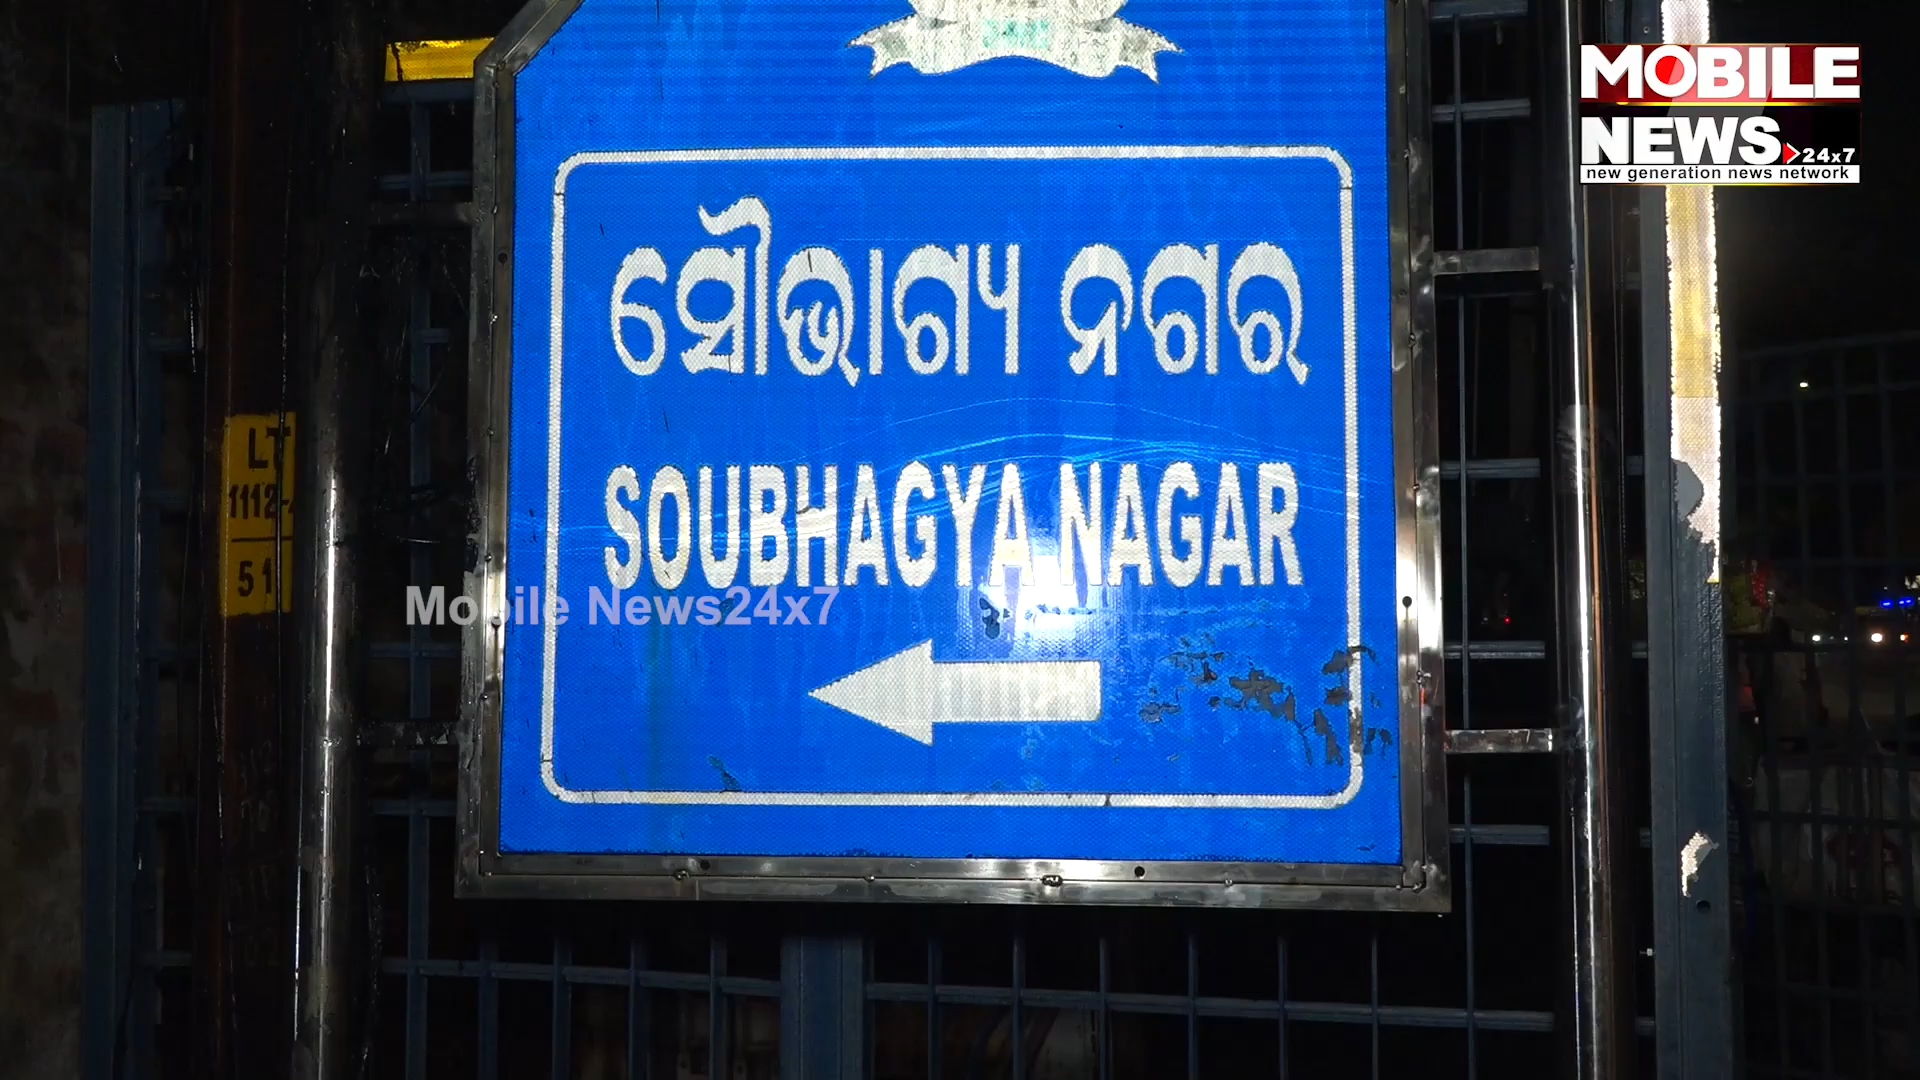 MOBILE
NEWS 24x7
new generation news network
ସୌଭାଗ୍ୟ ନଗର
SOUBHAGYA NAGAR
Mobile News24x7
LT
1112-
51